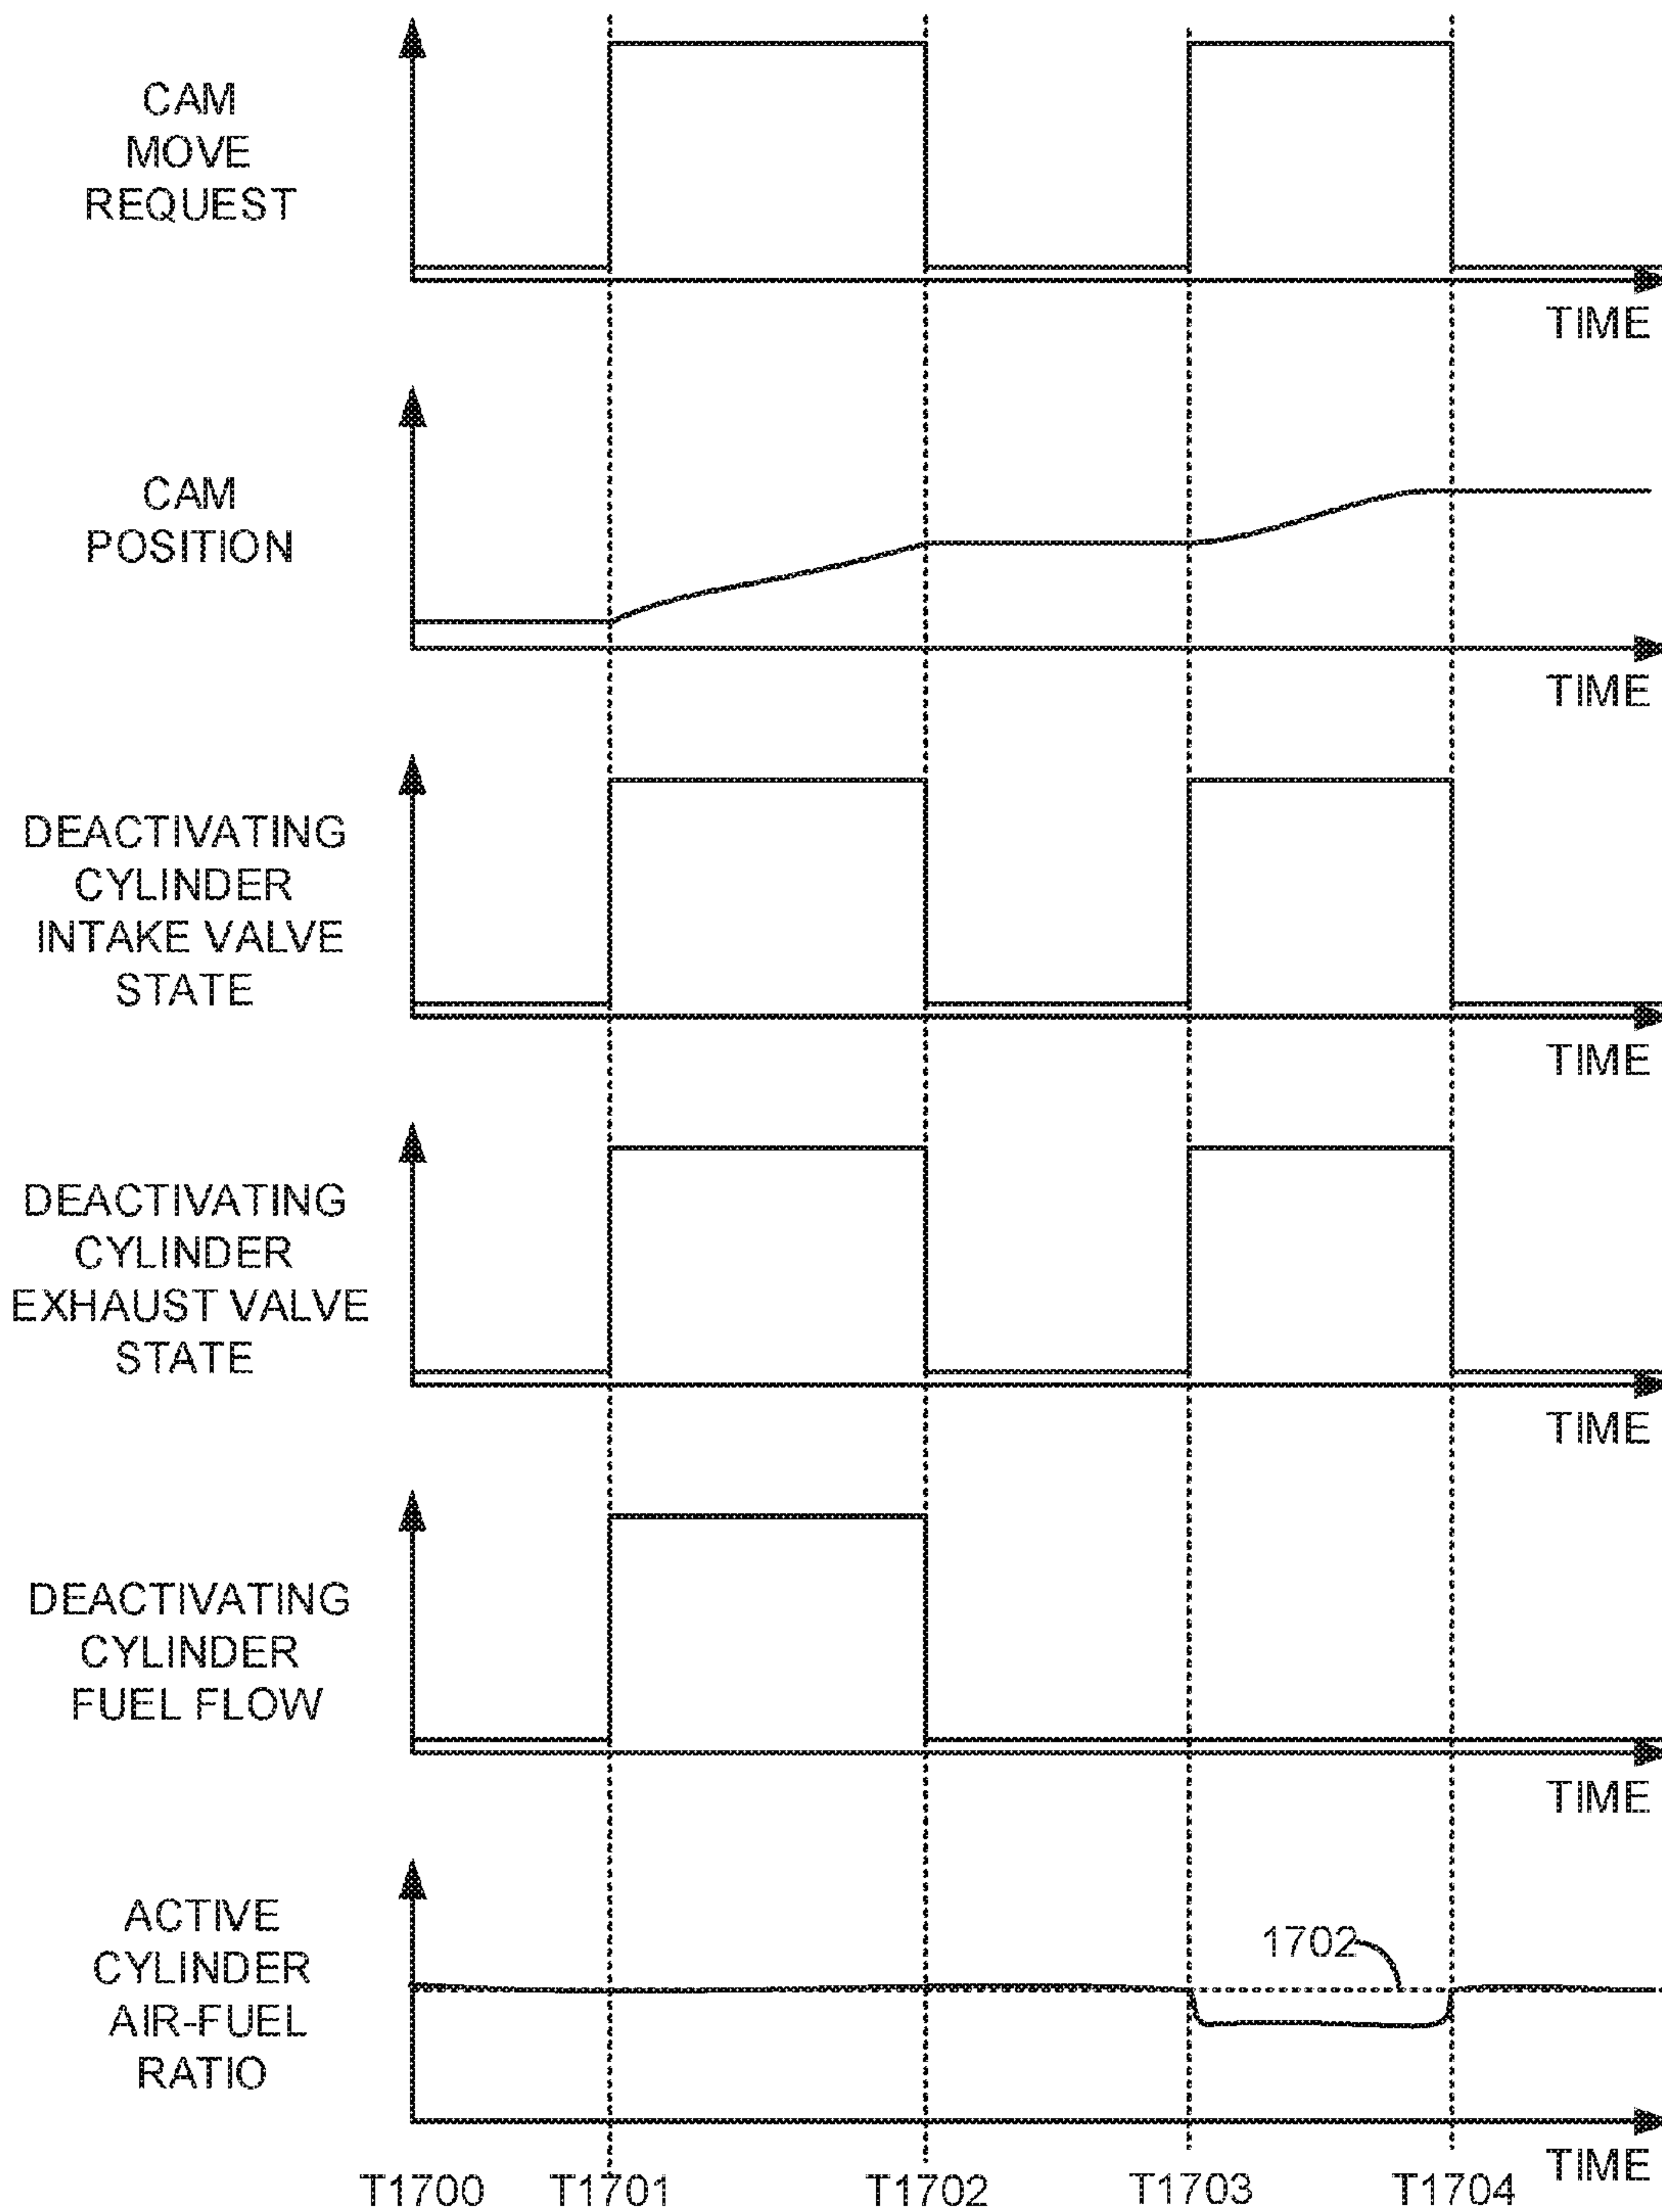 CAM
MOVE
REQUEST
TIME
CAM
POSITION
TIME
DEACTIVATING
CYLINDER
INTAKE VALVE
STATE
TIME
DEACTIVATING
CYLINDER
EXHAUST VALVE
STATE
TIME
DEACTIVATING
CYLINDER
FUEL FLOW
TIME
ACTIVE
CYLINDER
AIR-FUEL
RATIO
1702
TIME
T1700 T1701 T1702 T1703 T1704